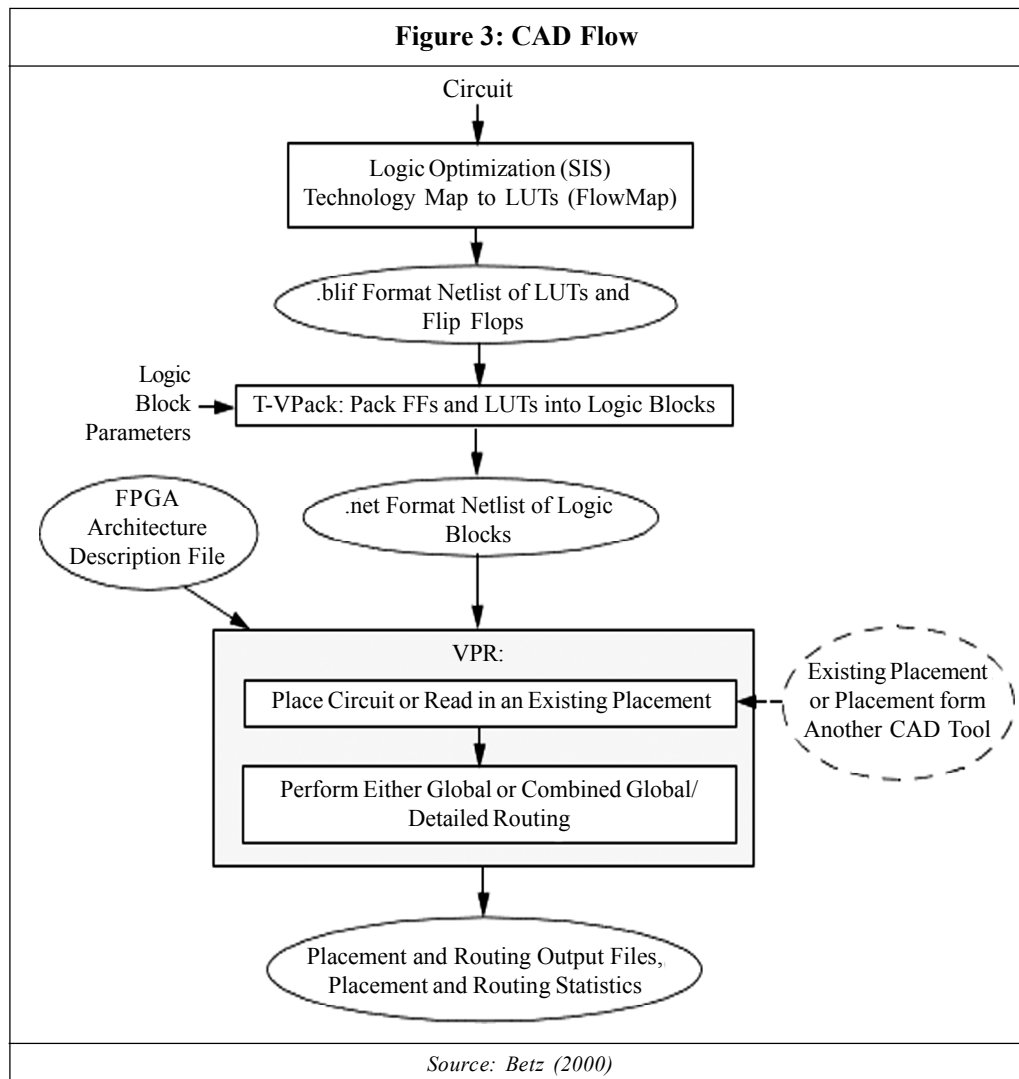 Figure 3: CAD Flow
Circuit
Logic Optimization (SIS)
Technology Map to LUTs (FlowMap)
.blif Format Netlist of LUTs and
Flip Flops
Logic
Block
Parameters
T-VPack: Pack FFs and LUTs into Logic Blocks
FPGA
Architecture
Description File
.net Format Netlist of Logic
Blocks
VPR:
Place Circuit or Read in an Existing Placement
Existing Placement
or Placement form
Another CAD Tool
Perform Either Global or Combined Global/
Detailed Routing
Placement and Routing Output Files,
Placement and Routing Statistics
Source: Betz (2000)